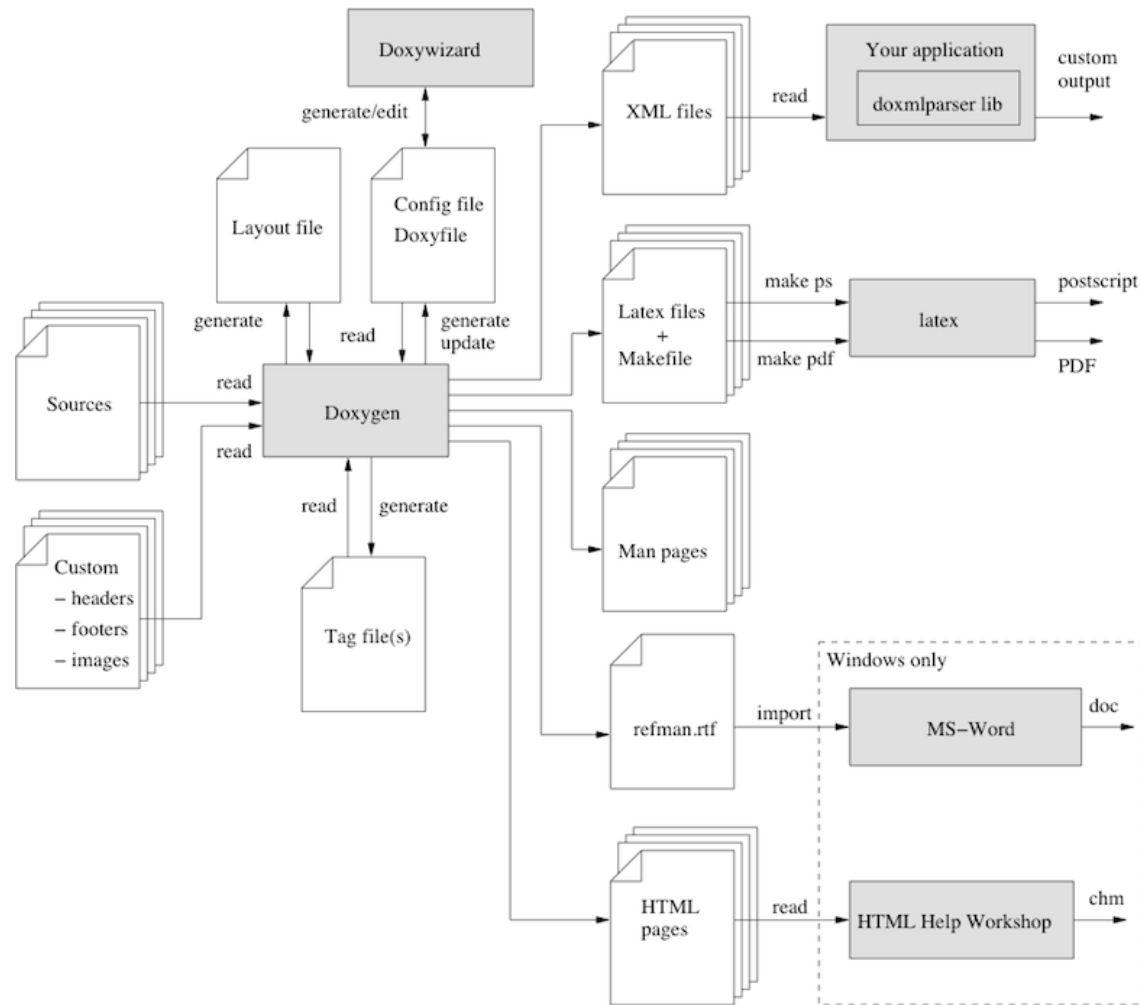 Doxywizard
generate/edit
Layout file
Config file
Doxyfile
generate
read
generate
update
Sources
read
Doxygen
read
Custom
− headers
− footers
− images
read
generate
Tag file(s)
XML files
read
Your application
doxmlparser lib
custom
output
Latex files
+
Makefile
make ps
make pdf
latex
postscript
PDF
Man pages
Windows only
refman.rtf
import
MS−Word
doc
HTML
pages
read
HTML Help Workshop
chm